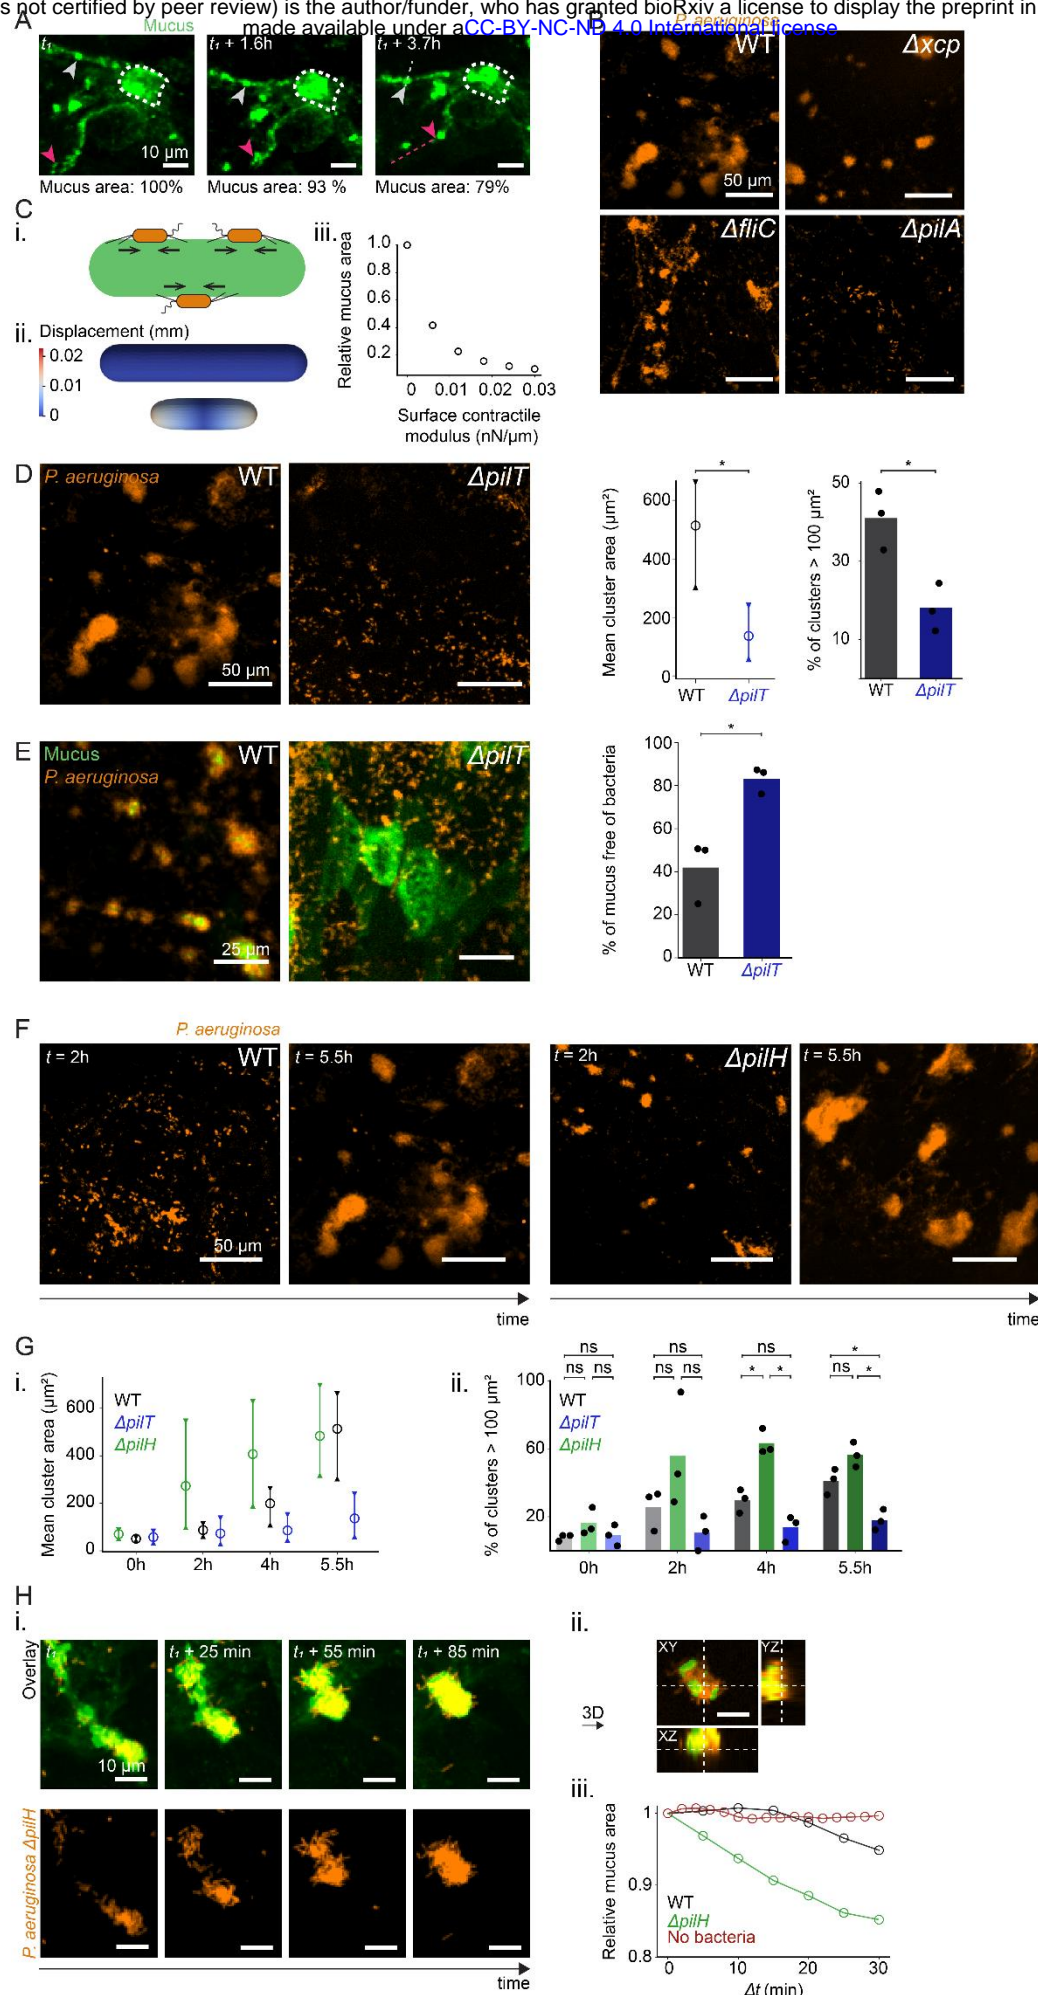 s not certified by peer review) is the author/funder, who has granted bioRxiv a license to display the preprint in
made available under aCC-BY-NC-ND 4.0 International license
A
Mucus
t₁
t₁ + 1.6h
t₁ + 3.7h
10 µm
Mucus area: 100%
Mucus area: 93 %
Mucus area: 79%
B
P. aeruginosa
WT
Δxcp
50 µm
ΔfliC
ΔpilA
C
i.
ii.
Displacement (mm)
0.02
0.01
0
iii.
Relative mucus area
1.0
0.8
0.6
0.4
0.2
0
0.01
0.02
0.03
Surface contractile
modulus (nN/µm)
D
P. aeruginosa
WT
ΔpilT
50 µm
Mean cluster area (µm²)
600
400
200
0
*
WT
ΔpilT
% of clusters > 100 µm²
50
30
10
*
WT
ΔpilT
E
Mucus
P. aeruginosa
WT
ΔpilT
25 µm
% of mucus free of bacteria
100
80
60
40
20
0
*
WT
ΔpilT
F
P. aeruginosa
t = 2h
WT
t = 5.5h
50 µm
t = 2h
ΔpilH
t = 5.5h
time
time
G
i.
Mean cluster area (µm²)
600
400
200
0
WT
ΔpilT
ΔpilH
0h
2h
4h
5.5h
ii.
% of clusters > 100 µm²
100
60
20
WT
ΔpilT
ΔpilH
ns
ns
ns
*
ns
ns
ns
ns
*
*
ns
*
0h
2h
4h
5.5h
H
i.
Overlay
t₁
t₁ + 25 min
t₁ + 55 min
t₁ + 85 min
10 µm
P. aeruginosa ΔpilH
time
ii.
3D
XY
YZ
XZ
iii.
Relative mucus area
1
0.9
0.8
WT
ΔpilH
No bacteria
0
10
20
30
Δt (min)